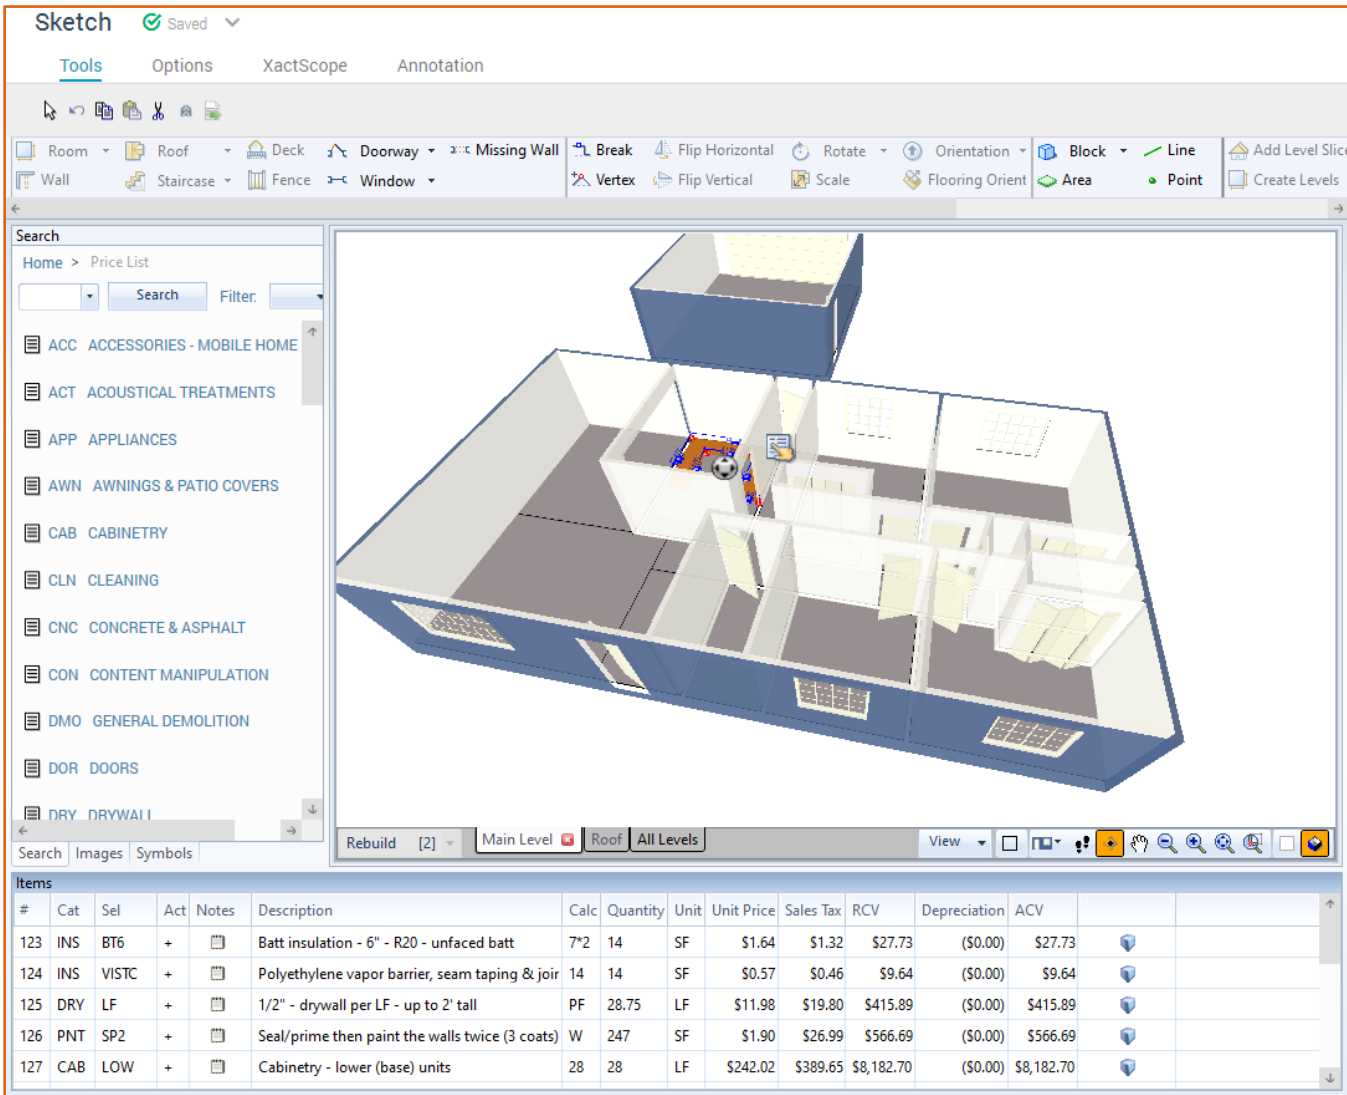 Sketch Saved
Tools Options XactScope Annotation
Room Roof Deck Doorway Missing Wall Break Flip Horizontal Rotate Orientation Block Line Add Level Slice
Wall Staircase Fence Window Vertex Flip Vertical Scale Flooring Orient Area Point Create Levels
Search
Home > Price List
Search Filter:
ACC ACCESSORIES - MOBILE HOME
ACT ACOUSTICAL TREATMENTS
APP APPLIANCES
AWN AWNINGS & PATIO COVERS
CAB CABINETRY
CLN CLEANING
CNC CONCRETE & ASPHALT
CON CONTENT MANIPULATION
DMO GENERAL DEMOLITION
DOR DOORS
DRY DRYWALL
Rebuild [2] Main Level Roof All Levels View
Search Images Symbols
Items
# Cat Sel Act Notes Description Calc Quantity Unit Unit Price Sales Tax RCV Depreciation ACV
123 INS BT6 + Batt insulation - 6" - R20 - unfaced batt 7*2 14 SF $1.64 $1.32 $27.73 ($0.00) $27.73
124 INS VISTC + Polyethylene vapor barrier, seam taping & joir 14 14 SF $0.57 $0.46 $9.64 ($0.00) $9.64
125 DRY LF + 1/2" - drywall per LF - up to 2' tall PF 28.75 LF $11.98 $19.80 $415.89 ($0.00) $415.89
126 PNT SP2 + Seal/prime then paint the walls twice (3 coats) W 247 SF $1.90 $26.99 $566.69 ($0.00) $566.69
127 CAB LOW + Cabinetry - lower (base) units 28 28 LF $242.02 $389.65 $8,182.70 ($0.00) $8,182.70